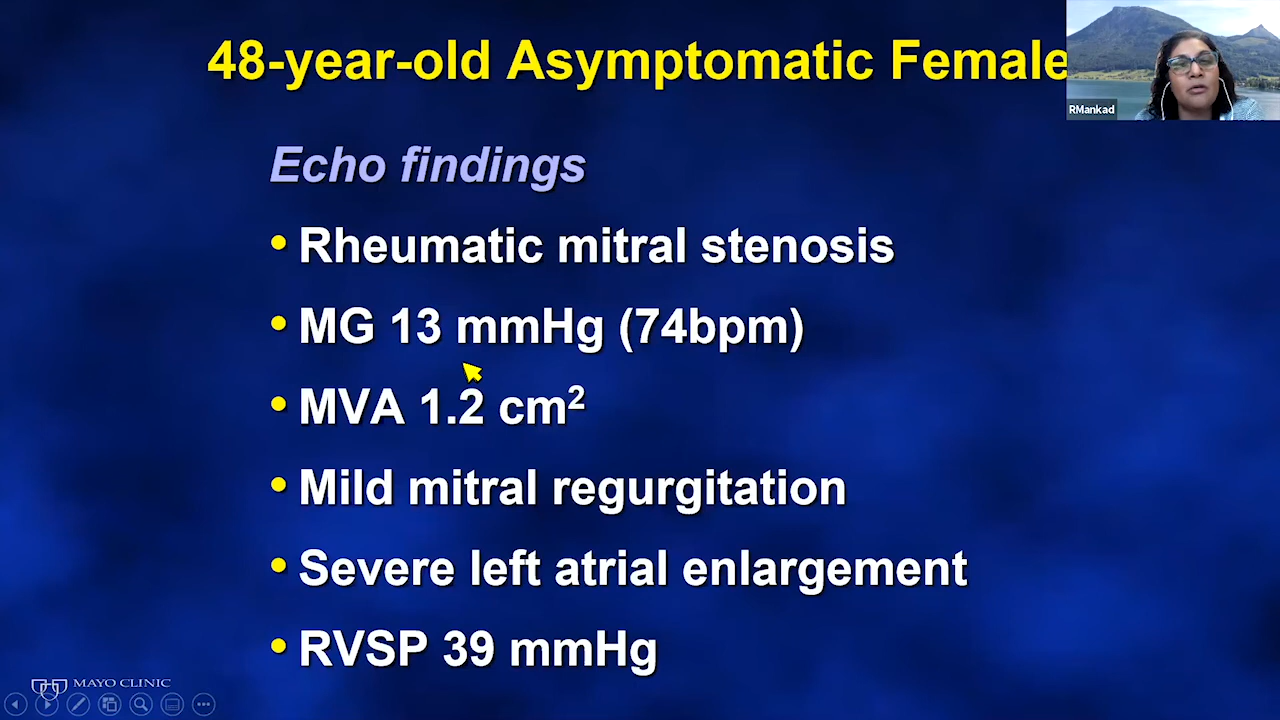 48-year-old Asymptomatic Female
RMankad
Echo findings
• Rheumatic mitral stenosis
• MG 13 mmHg (74bpm)
• MVA 1.2 cm²
• Mild mitral regurgitation
• Severe left atrial enlargement
• RVSP 39 mmHg
MAYO CLINIC